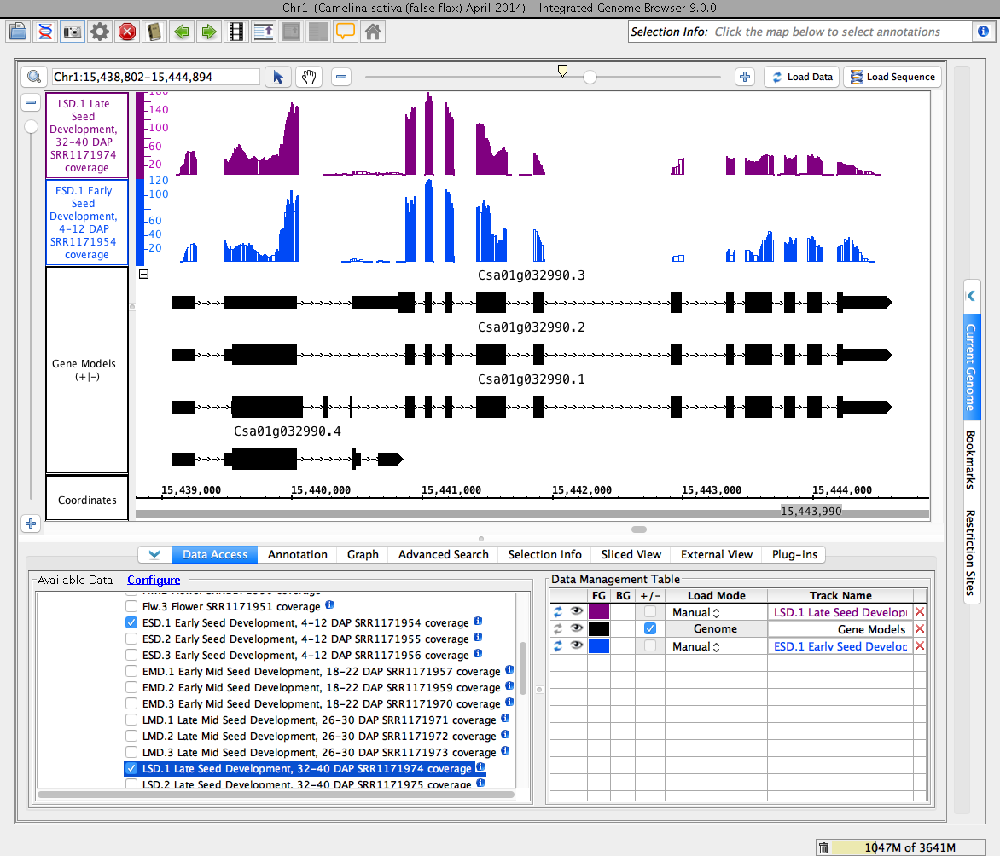 Chr1 (Camelina sativa (false flax) April 2014) – Integrated Genome Browser 9.0.0
Selection Info: Click the map below to select annotations
Chr1:15,438,802–15,444,894
Load Data
Load Sequence
LSD.1 Late
Seed
Development,
32–40 DAP
SRR1171974
coverage
180
140
100
60
20
ESD.1 Early
Seed
Development,
4–12 DAP
SRR1171954
coverage
120
100
60
40
20
Gene Models
(+|–)
Csa01g032990.3
Csa01g032990.2
Csa01g032990.1
Csa01g032990.4
Coordinates
15,439,000
15,440,000
15,441,000
15,442,000
15,443,000
15,444,000
15,443,990
Current Genome
Bookmarks
Restriction Sites
Data Access
Annotation
Graph
Advanced Search
Selection Info
Sliced View
External View
Plug-ins
Available Data – Configure
Flw.2 Flower SRR1171950 coverage
Flw.3 Flower SRR1171951 coverage
ESD.1 Early Seed Development, 4–12 DAP SRR1171954 coverage
ESD.2 Early Seed Development, 4–12 DAP SRR1171955 coverage
ESD.3 Early Seed Development, 4–12 DAP SRR1171956 coverage
EMD.1 Early Mid Seed Development, 18–22 DAP SRR1171957 coverage
EMD.2 Early Mid Seed Development, 18–22 DAP SRR1171959 coverage
EMD.3 Early Mid Seed Development, 18–22 DAP SRR1171970 coverage
LMD.1 Late Mid Seed Development, 26–30 DAP SRR1171971 coverage
LMD.2 Late Mid Seed Development, 26–30 DAP SRR1171972 coverage
LMD.3 Late Mid Seed Development, 26–30 DAP SRR1171973 coverage
LSD.1 Late Seed Development, 32–40 DAP SRR1171974 coverage
LSD.2 Late Seed Development, 32–40 DAP SRR1171975 coverage
Data Management Table
FG BG +/– Load Mode Track Name
Manual LSD.1 Late Seed Develop
Genome Gene Models
Manual ESD.1 Early Seed Develop
1047M of 3641M